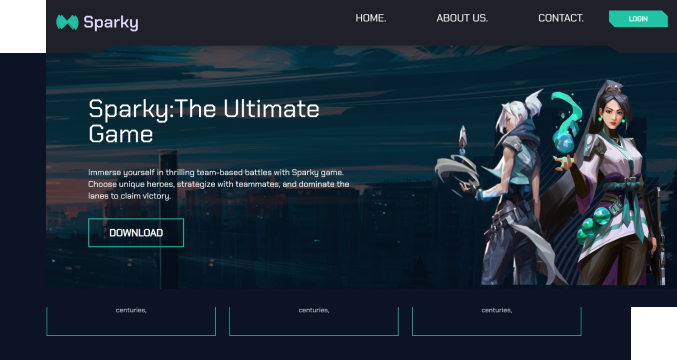 Sparky
HOME.
ABOUT US.
CONTACT.
LOGIN
Sparky:The Ultimate
Game
Immerse yourself in thrilling team-based battles with Sparky game.
Choose unique heroes, strategize with teammates, and dominate the
lanes to claim victory.
DOWNLOAD
centuries,
centuries,
centuries,